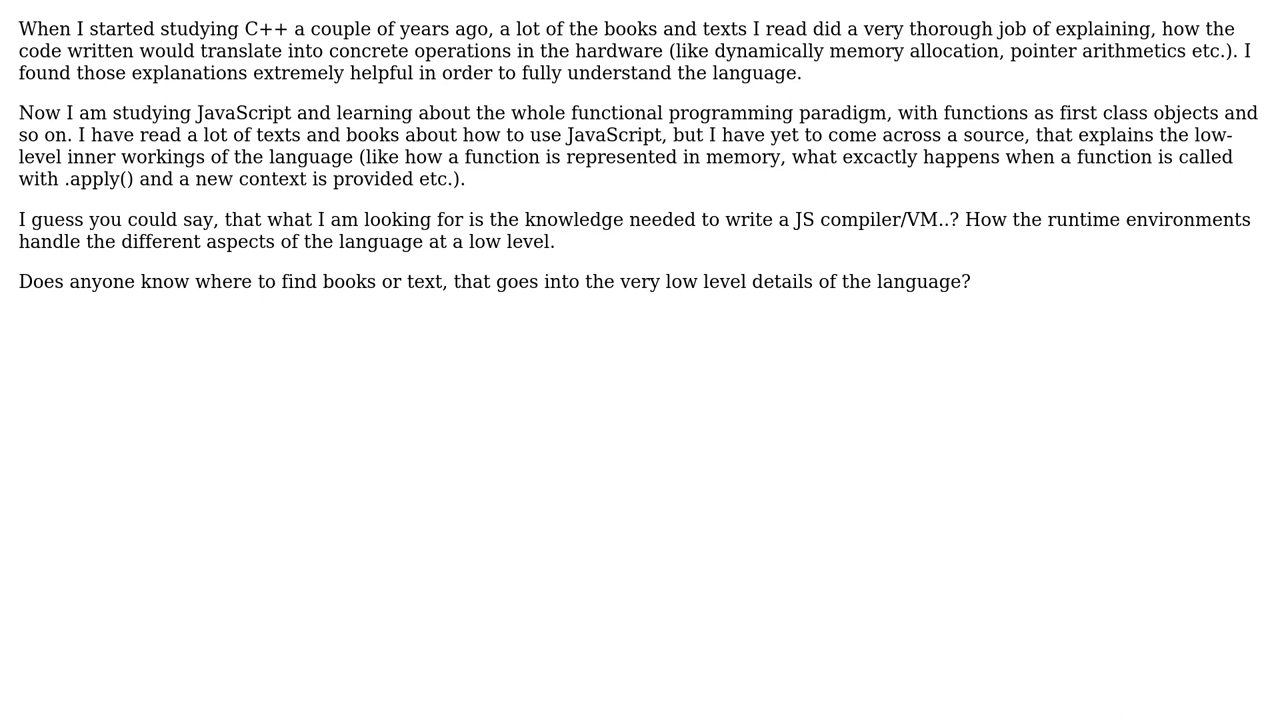 When I started studying C++ a couple of years ago, a lot of the books and texts I read did a very thorough job of explaining, how the
code written would translate into concrete operations in the hardware (like dynamically memory allocation, pointer arithmetics etc.). I
found those explanations extremely helpful in order to fully understand the language.
Now I am studying JavaScript and learning about the whole functional programming paradigm, with functions as first class objects and
so on. I have read a lot of texts and books about how to use JavaScript, but I have yet to come across a source, that explains the low-
level inner workings of the language (like how a function is represented in memory, what excactly happens when a function is called
with .apply() and a new context is provided etc.).
I guess you could say, that what I am looking for is the knowledge needed to write a JS compiler/VM..? How the runtime environments
handle the different aspects of the language at a low level.
Does anyone know where to find books or text, that goes into the very low level details of the language?